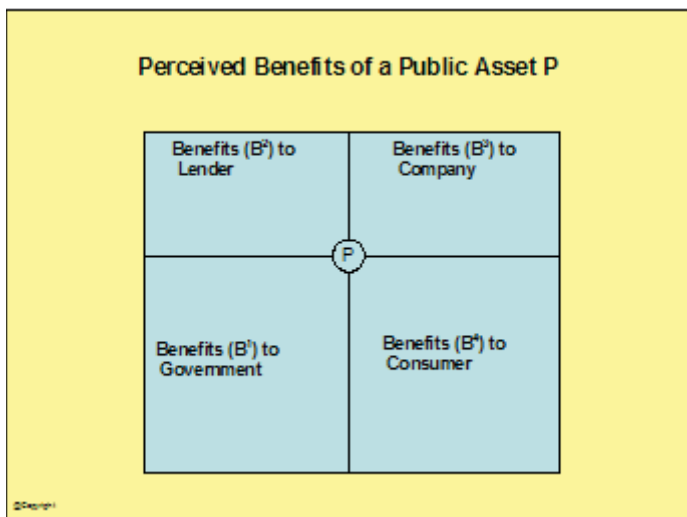 Perceived Benefits of a Public Asset P
Benefits (B²) to
Lender
Benefits (B³) to
Company
P
Benefits (B¹) to
Government
Benefits (B⁴) to
Consumer
@Copyright